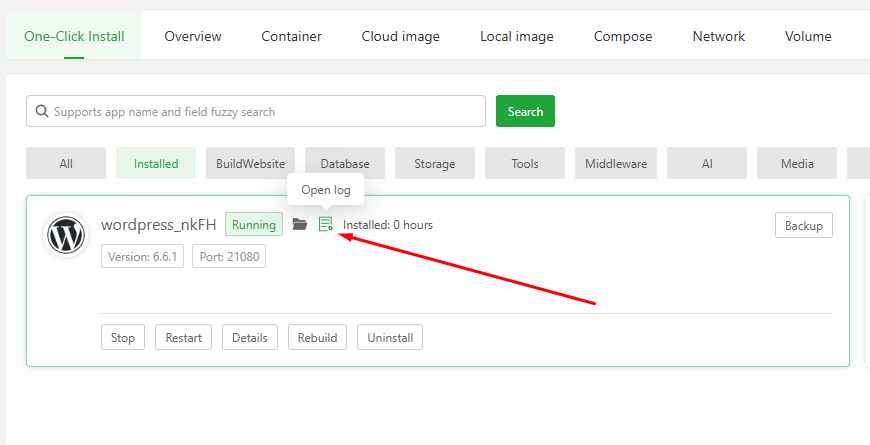 One-Click Install Overview Container Cloud image Local image Compose Network Volume
Supports app name and field fuzzy search Search
All Installed BuildWebsite Database Storage Tools Middleware AI Media
Open log
wordpress_nkFH Running Installed: 0 hours Backup
Version: 6.6.1 Port: 21080
Stop Restart Details Rebuild Uninstall